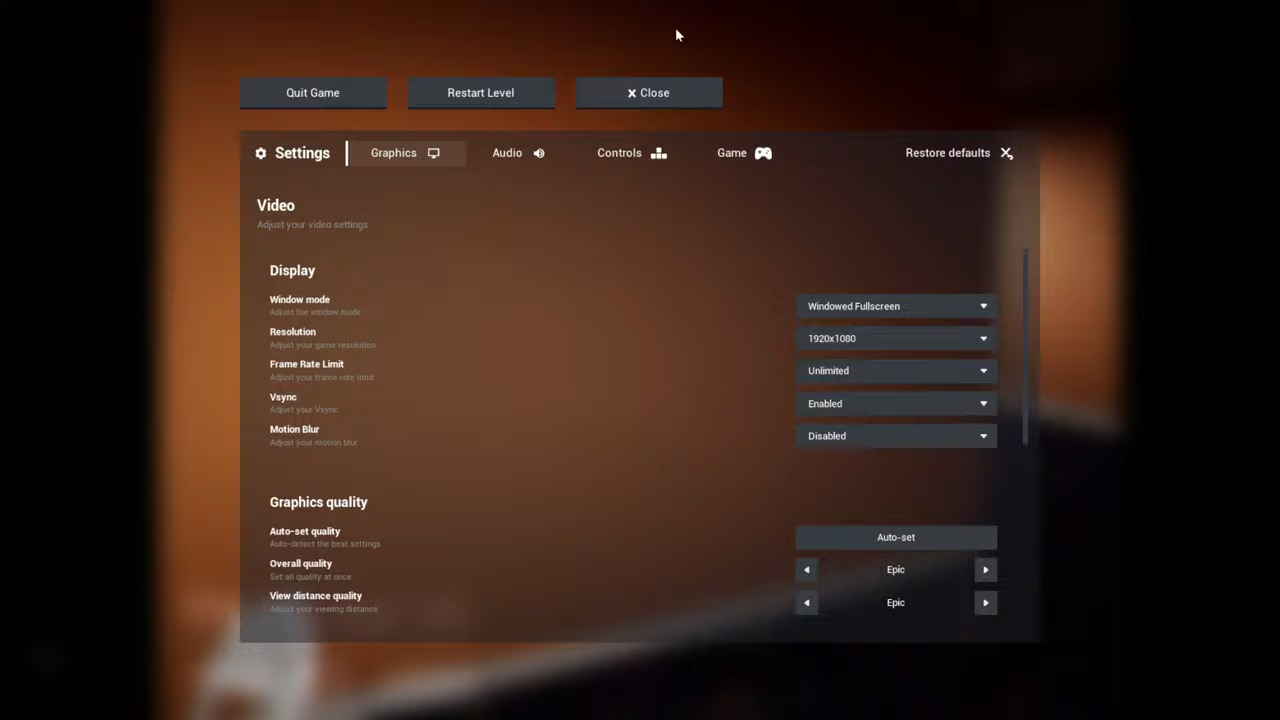 Quit Game
Restart Level
Close
Settings
Graphics
Audio
Controls
Game
Restore defaults
Video
Adjust your video settings
Display
Window mode
Windowed Fullscreen
Adjust the window mode
Resolution
1920x1080
Adjust your game resolution
Frame Rate Limit
Unlimited
Adjust your frame rate limit
Vsync
Enabled
Adjust your Vsync
Motion Blur
Disabled
Adjust your motion blur
Graphics quality
Auto-set quality
Auto-set
Auto-detect the best settings
Overall quality
Epic
Set all quality at once
View distance quality
Epic
Adjust your viewing distance